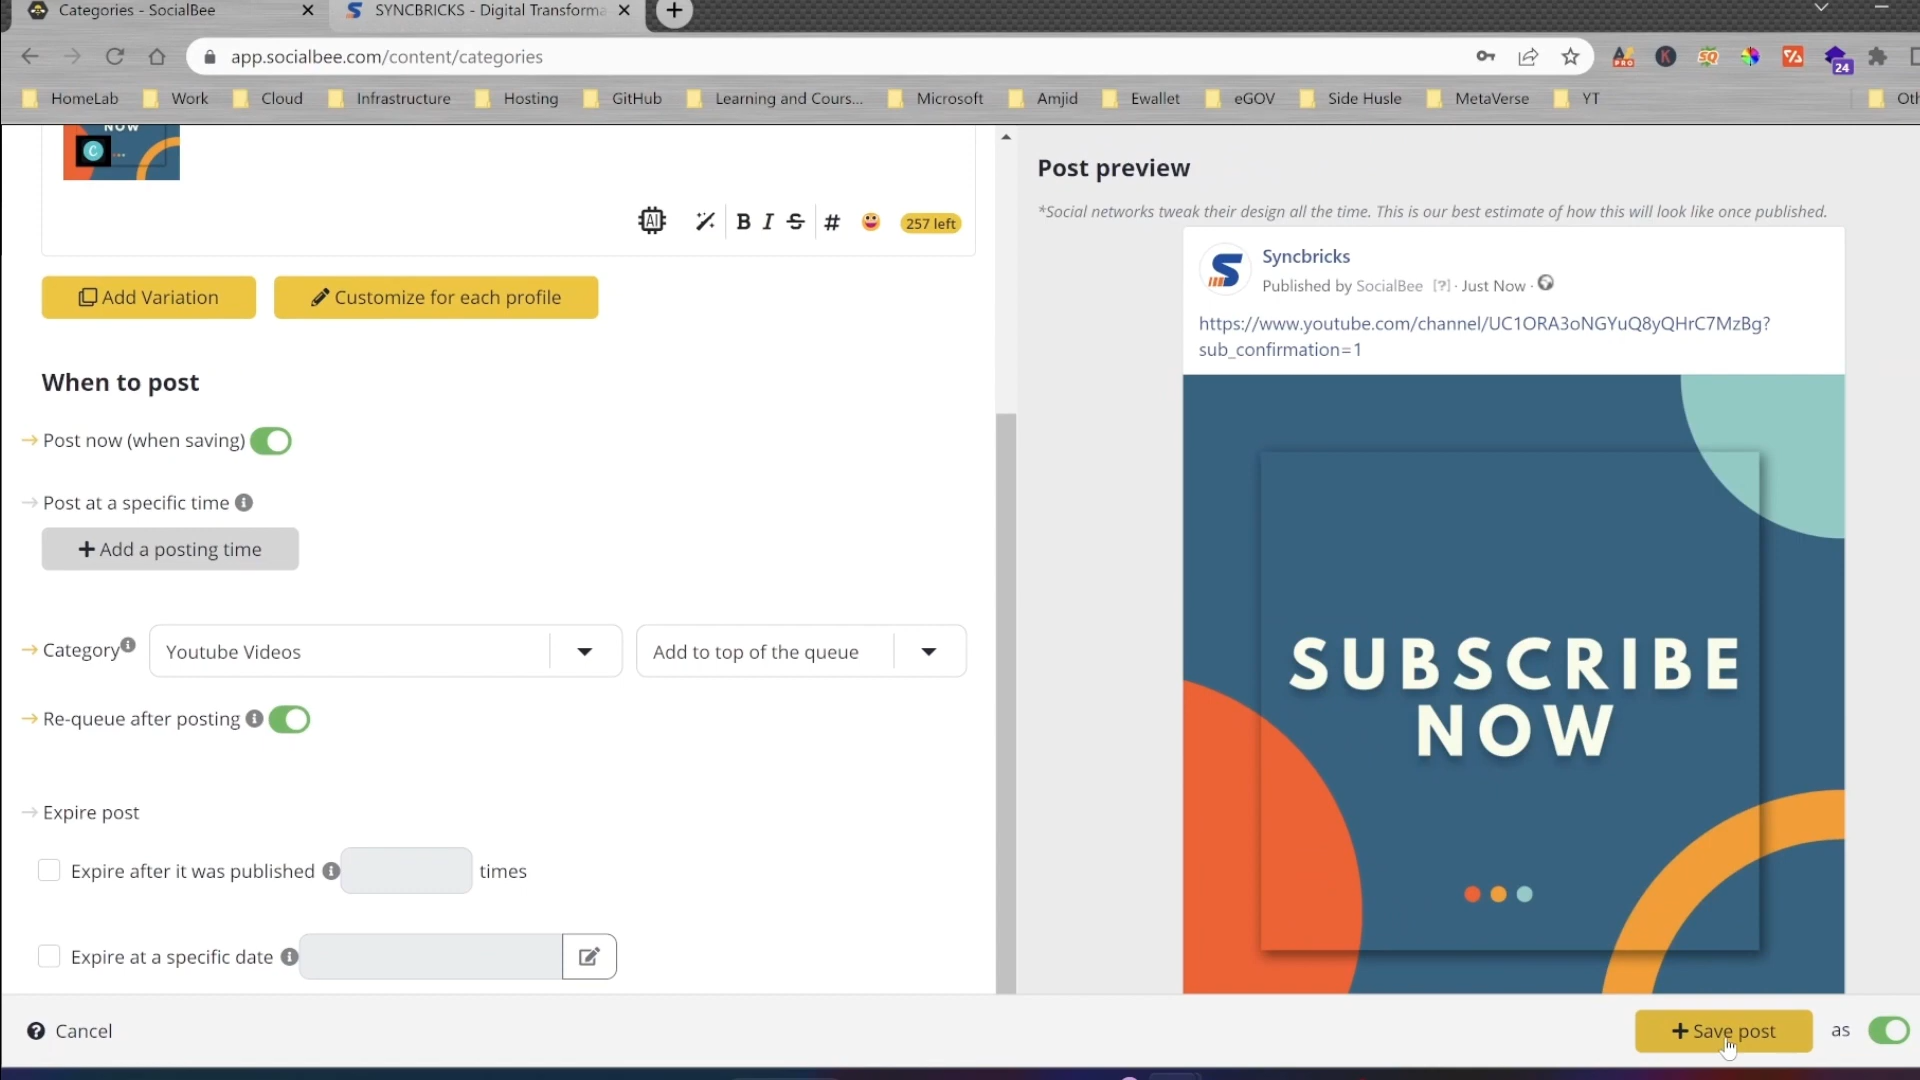 Categories - SocialBee
SYNCBRICKS - Digital Transforma
app.socialbee.com/content/categories
24
HomeLab
Work
Cloud
Infrastructure
Hosting
GitHub
Learning and Cours...
Microsoft
Amjid
Ewallet
eGOV
Side Husle
MetaVerse
YT
Oth
NOW
C
AI
B I S # 257 left
Add Variation
Customize for each profile
When to post
Post now (when saving)
Post at a specific time
+ Add a posting time
Category
Youtube Videos
Add to top of the queue
Re-queue after posting
Expire post
Expire after it was published
times
Expire at a specific date
Cancel
Post preview
*Social networks tweak their design all the time. This is our best estimate of how this will look like once published.
Syncbricks
Published by SocialBee [?] · Just Now ·
https://www.youtube.com/channel/UC1ORA3oNGYuQ8yQHrC7MzBg?
sub_confirmation=1
SUBSCRIBE
NOW
+ Save post
as